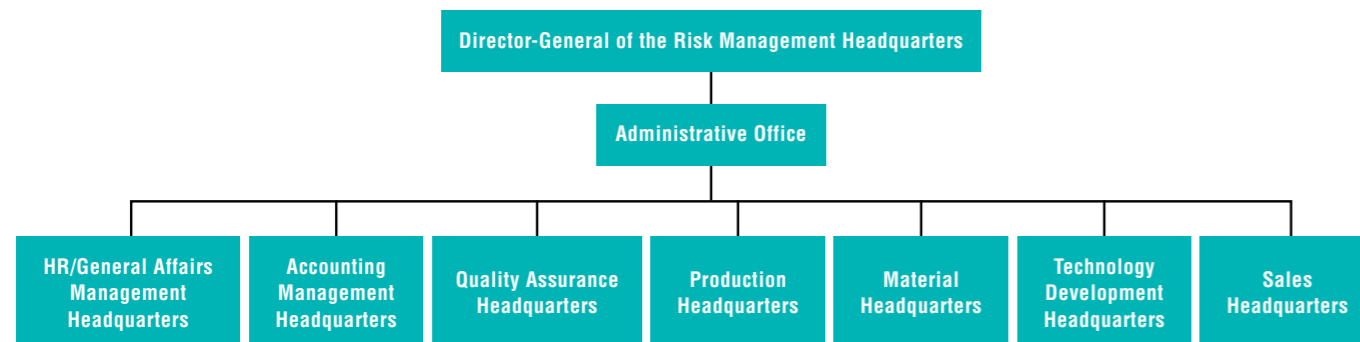 Director-General of the Risk Management Headquarters
Administrative Office
HR/General Affairs
Management
Headquarters
Accounting
Management
Headquarters
Quality Assurance
Headquarters
Production
Headquarters
Material
Headquarters
Technology
Development
Headquarters
Sales
Headquarters